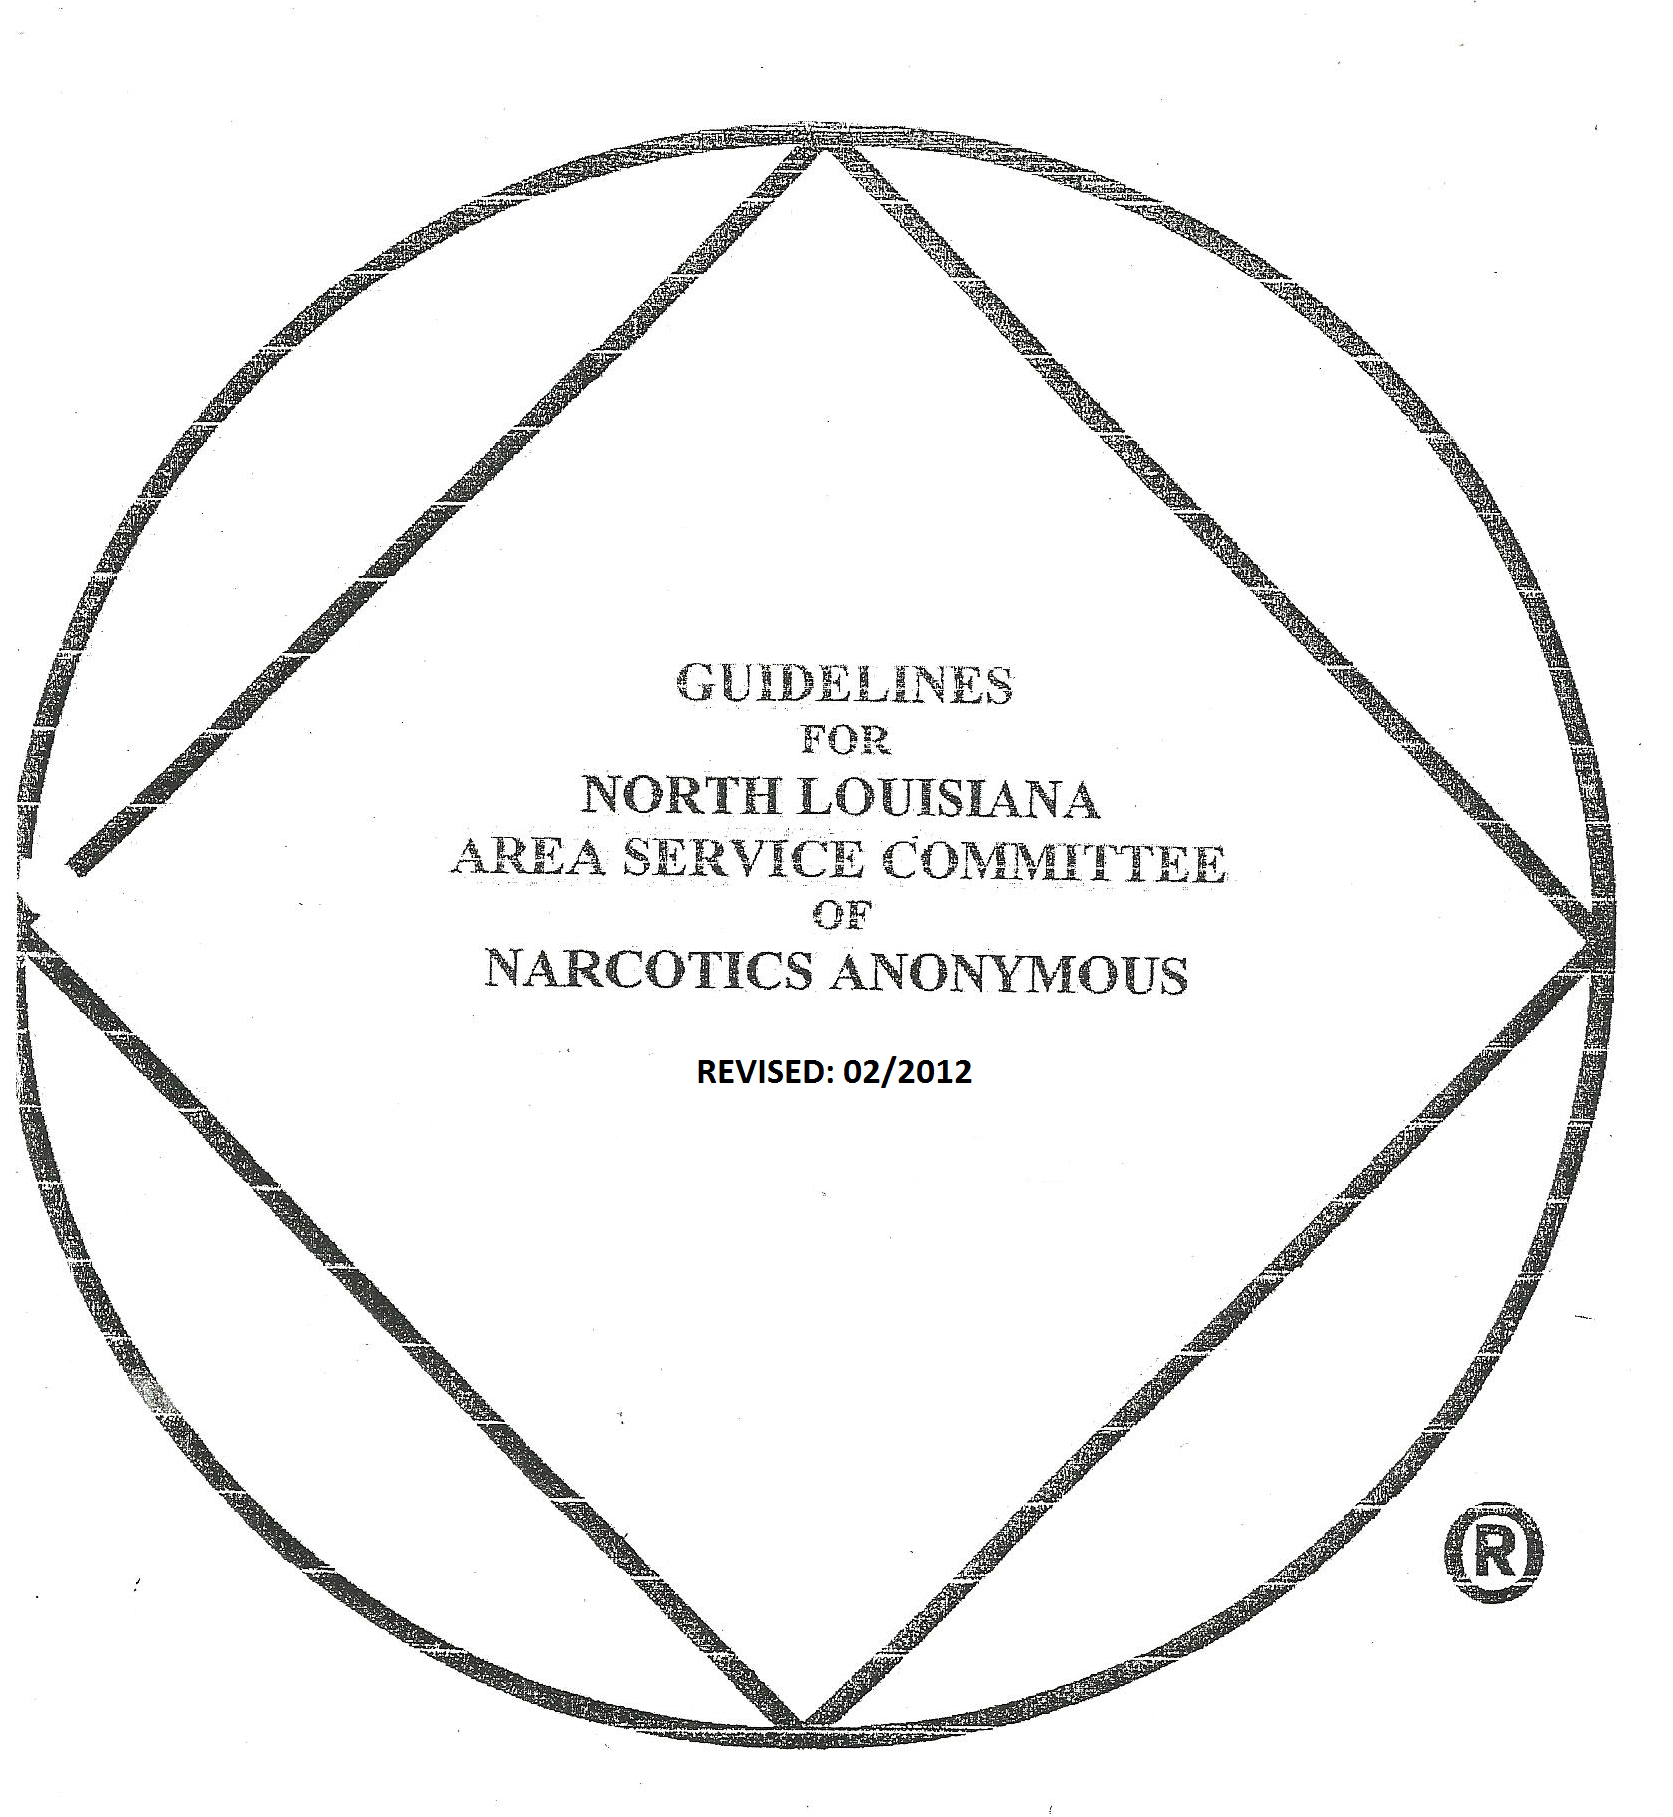 GUIDELINES
FOR
NORTH LOUISIANA
AREA SERVICE COMMITTEE
OF
NARCOTICS ANONYMOUS
REVISED: 02/2012
®